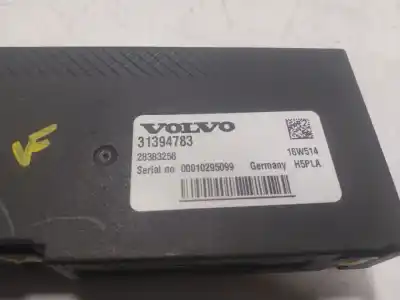 VF
VOLVO
31394783
28383256 16W514
Serial no 00010295099 Germany H5PLA